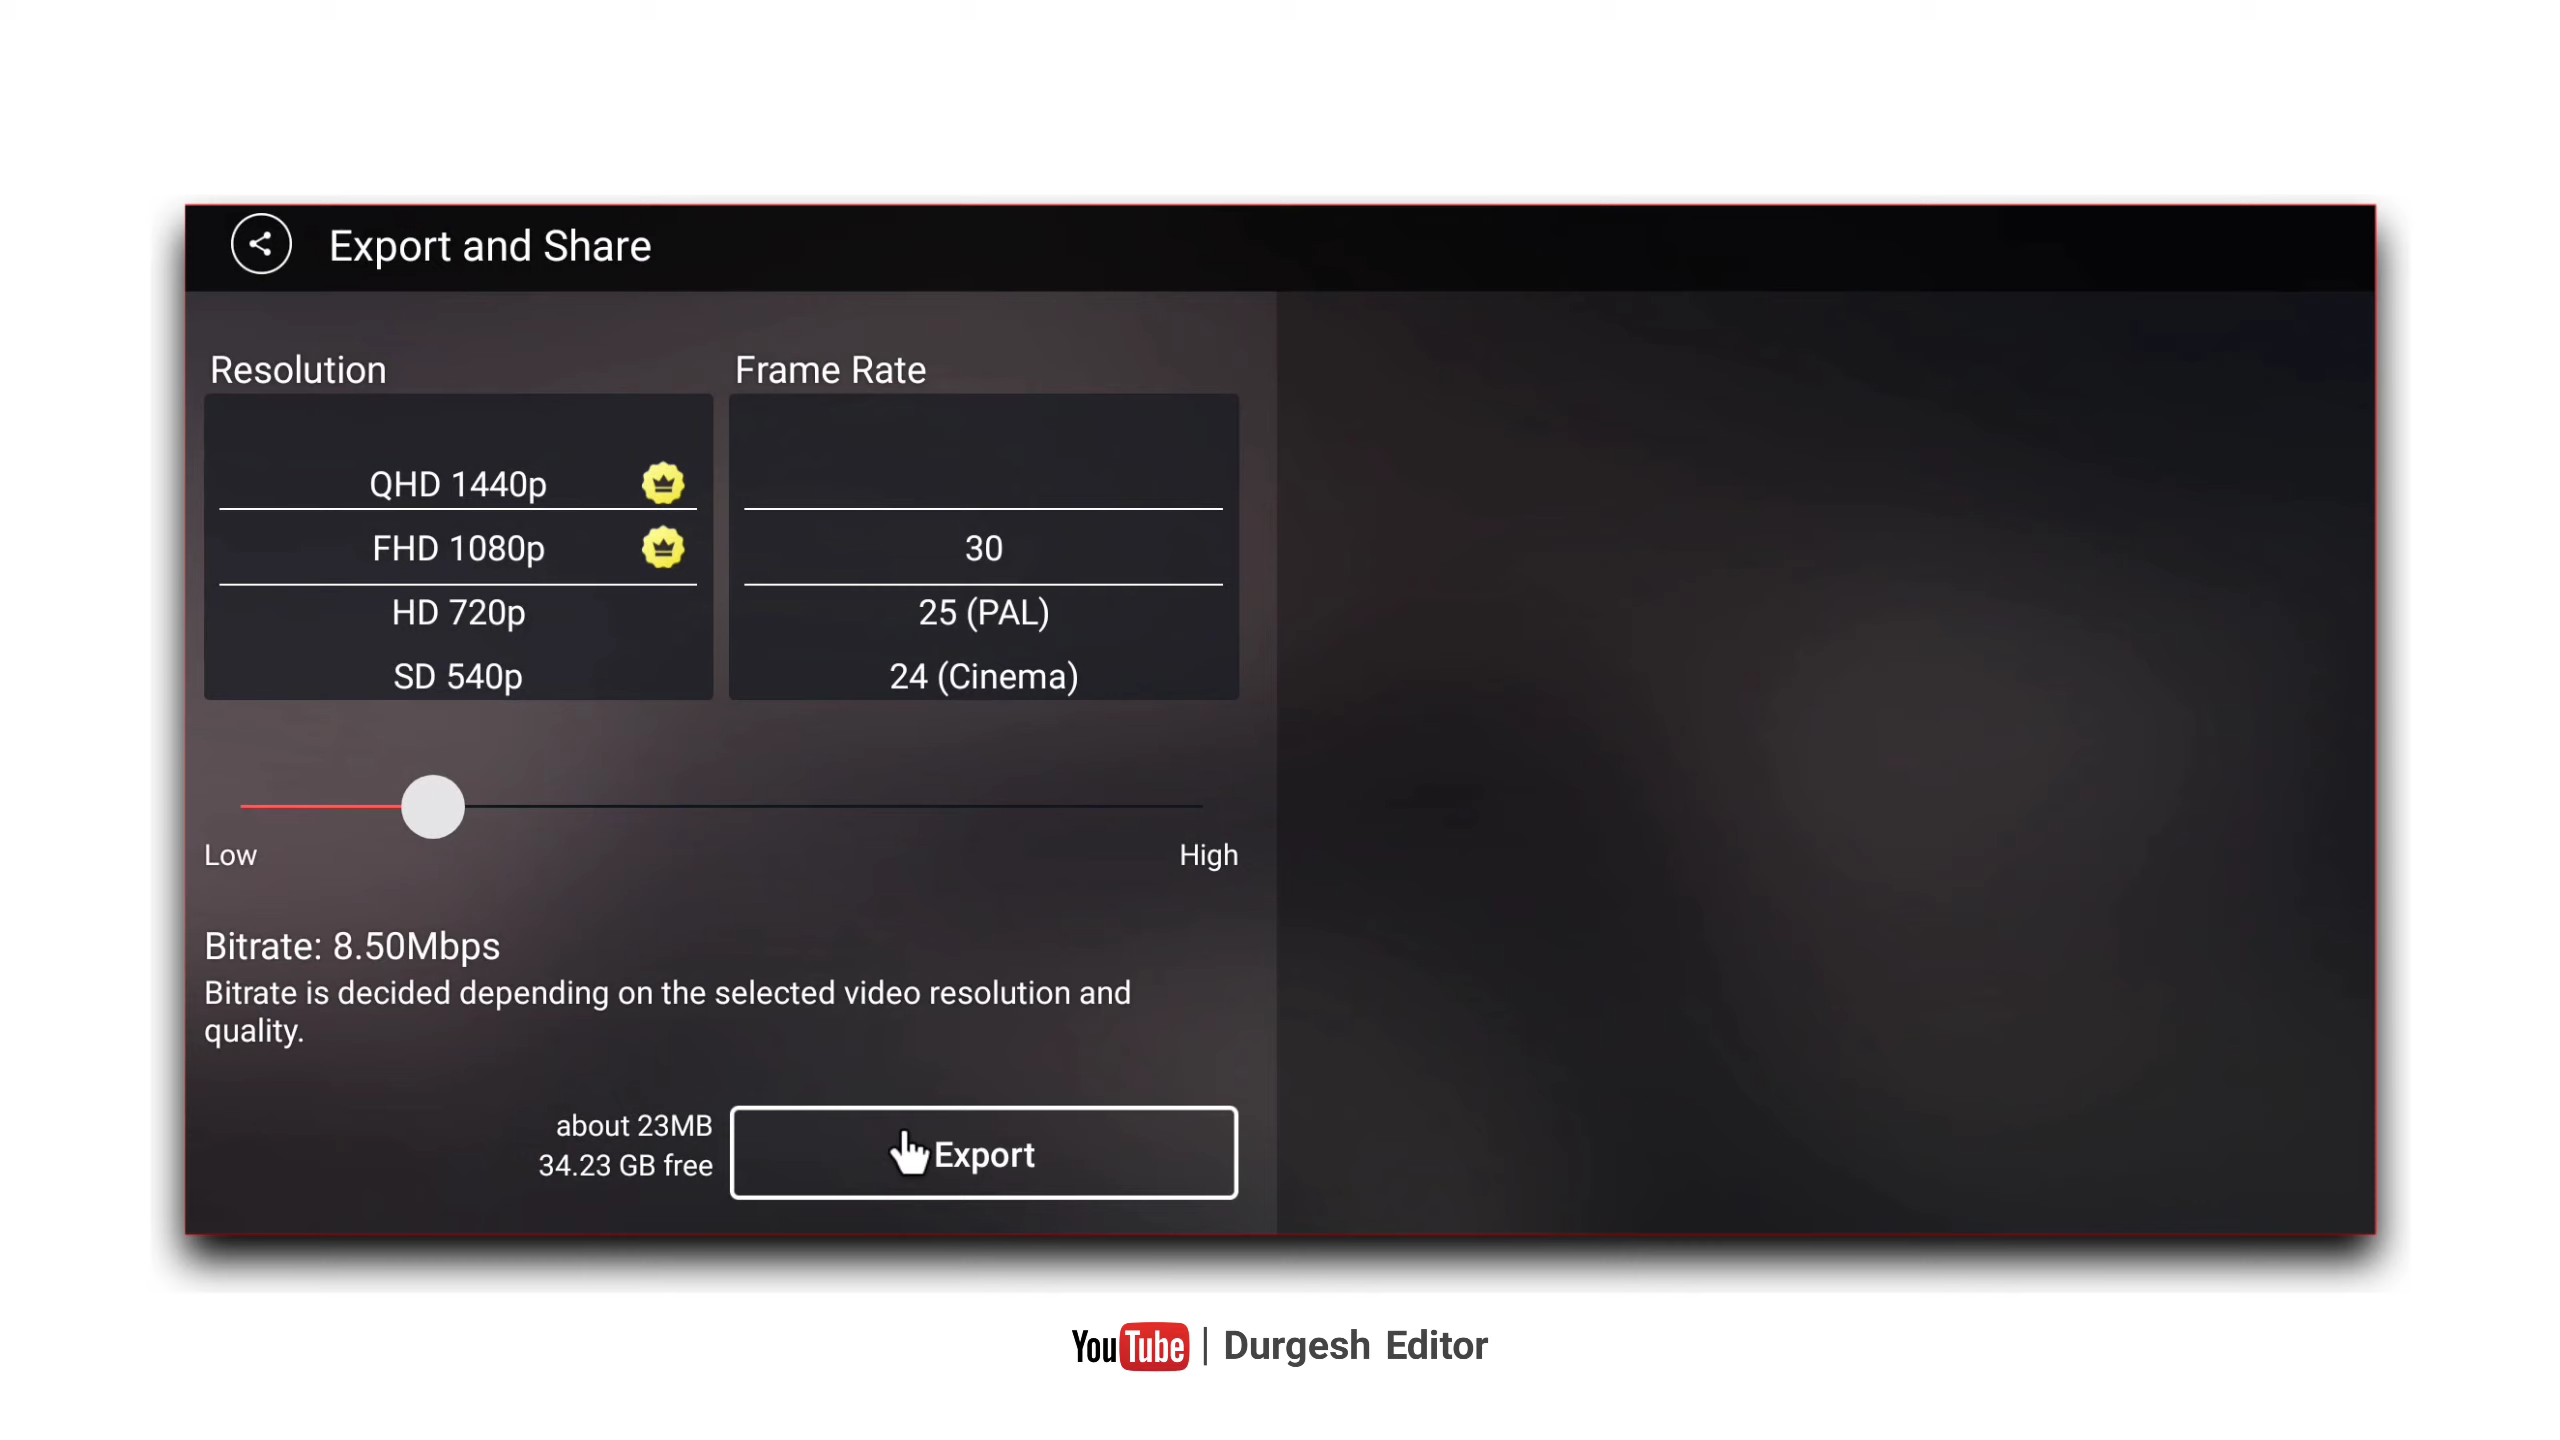 Export and Share
Resolution
Frame Rate
QHD 1440p
FHD 1080p
HD 720p
SD 540p
30
25 (PAL)
24 (Cinema)
Low
High
Bitrate: 8.50Mbps
Bitrate is decided depending on the selected video resolution and
quality.
about 23MB
34.23 GB free
Export
YouTube | Durgesh Editor